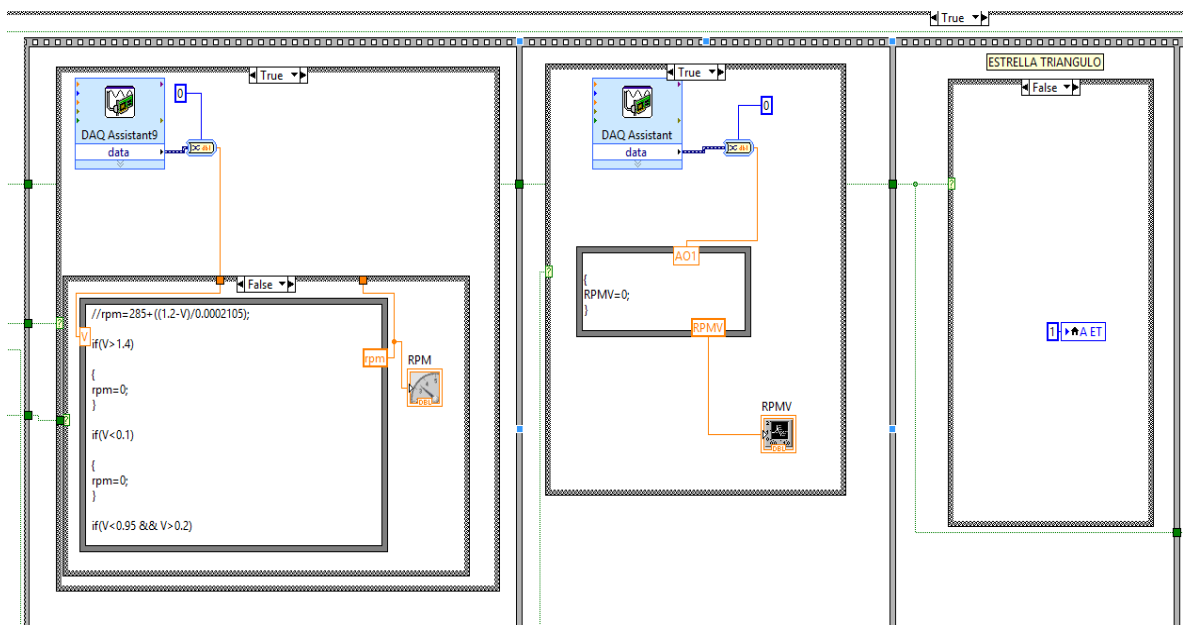 True
True
DAQ Assistant9
data
0
False
//rpm=285+((1.2-V)/0.0002105);
if(V>1.4)
{
rpm=0;
}
if(V<0.1)
{
rpm=0;
}
if(V<0.95 && V>0.2)
V
rpm
RPM
DBL
True
DAQ Assistant
data
0
AO1
{
RPMV=0;
}
RPMV
RPMV
DBL
ESTRELLA TRIANGULO
False
1
A ET